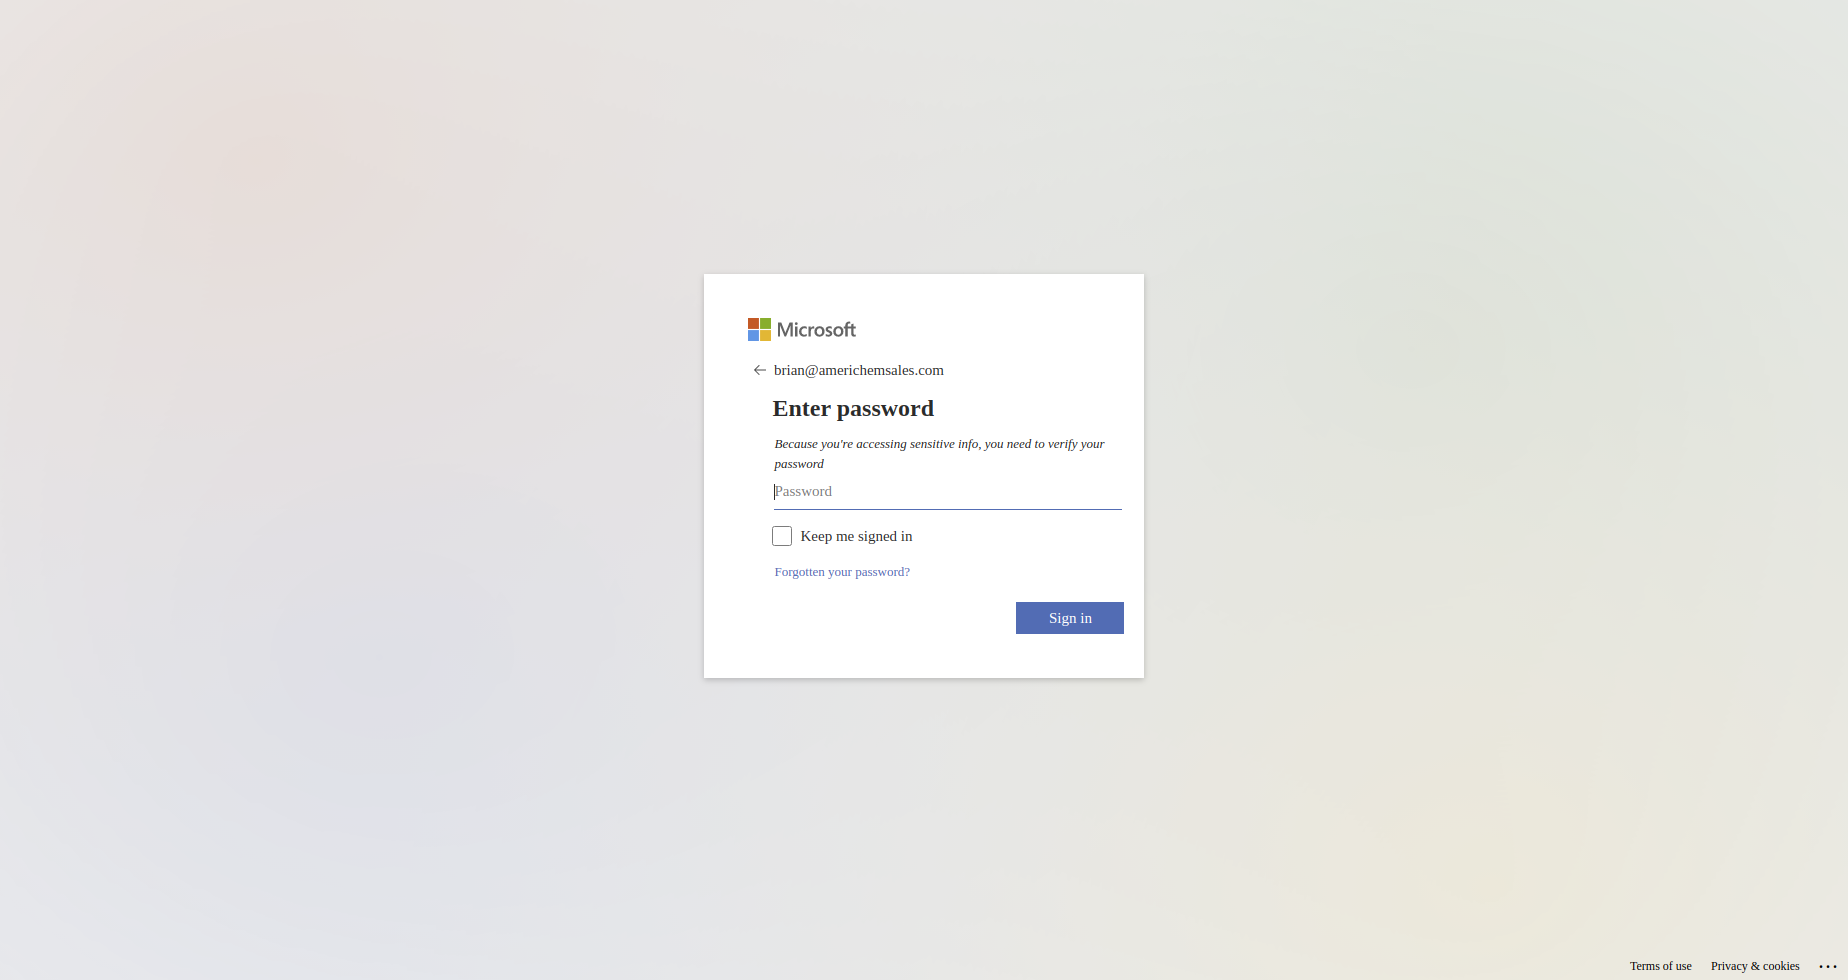 Microsoft
brian@americhemsales.com
Enter password
Because you're accessing sensitive info, you need to verify your
password
Password
Keep me signed in
Forgotten your password?
Sign in
Terms of use Privacy & cookies ...